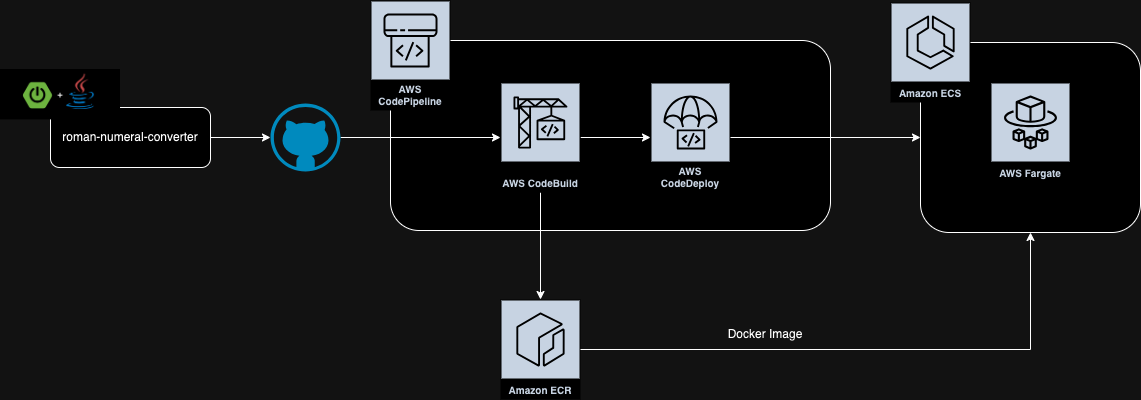 AWS
CodePipeline
Amazon ECS
+
roman-numeral-converter
</>
</>
</>
AWS CodeBuild
AWS
CodeDeploy
AWS Fargate
Docker Image
Amazon ECR